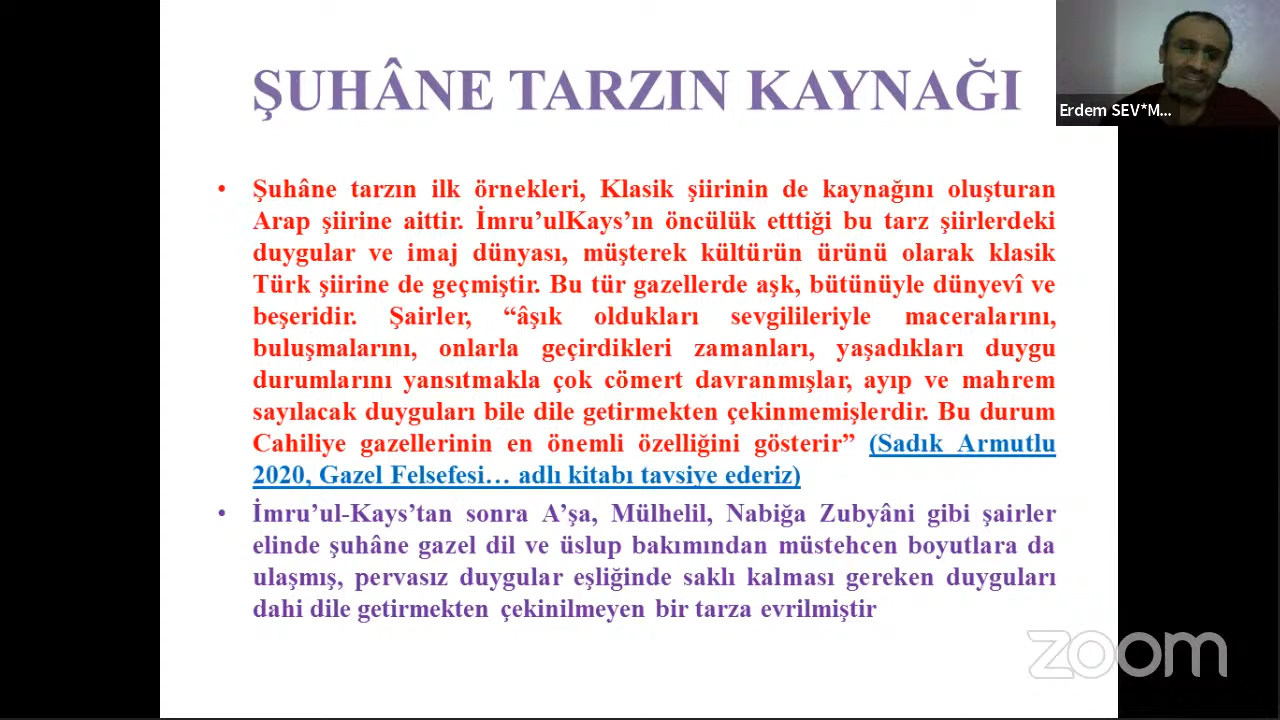 ŞUHÂNE TARZIN KAYNAĞI
Erdem SEV*M...
• Şuhâne tarzın ilk örnekleri, Klasik şiirinin de kaynağını oluşturan
Arap şiirine aittir. İmru’ulKays’ın öncülük etttiği bu tarz şiirlerdeki
duygular ve imaj dünyası, müşterek kültürün ürünü olarak klasik
Türk şiirine de geçmiştir. Bu tür gazellerde aşk, bütünüyle dünyevî ve
beşeridir. Şairler, “âşık oldukları sevgilileriyle maceralarını,
buluşmalarını, onlarla geçirdikleri zamanları, yaşadıkları duygu
durumlarını yansıtmakla çok cömert davranmışlar, ayıp ve mahrem
sayılacak duyguları bile dile getirmekten çekinmemişlerdir. Bu durum
Cahiliye gazellerinin en önemli özelliğini gösterir” (Sadık Armutlu
2020, Gazel Felsefesi… adlı kitabı tavsiye ederiz)
• İmru’ul-Kays’tan sonra A’şa, Mülhelil, Nabiğa Zubyâni gibi şairler
elinde şuhâne gazel dil ve üslup bakımından müstehcen boyutlara da
ulaşmış, pervasız duygular eşliğinde saklı kalması gereken duyguları
dahi dile getirmekten çekinilmeyen bir tarza evrilmiştir
zoom